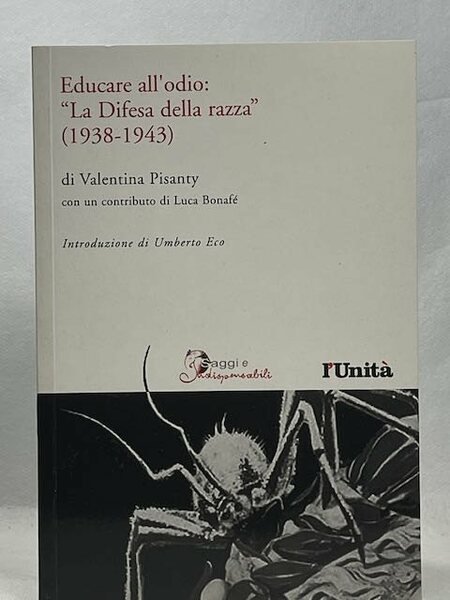 Educare all'odio:
“La Difesa della razza”
(1938-1943)
di Valentina Pisanty
con un contributo di Luca Bonafé
Introduzione di Umberto Eco
Saggi e
Indispensabili
l'Unità